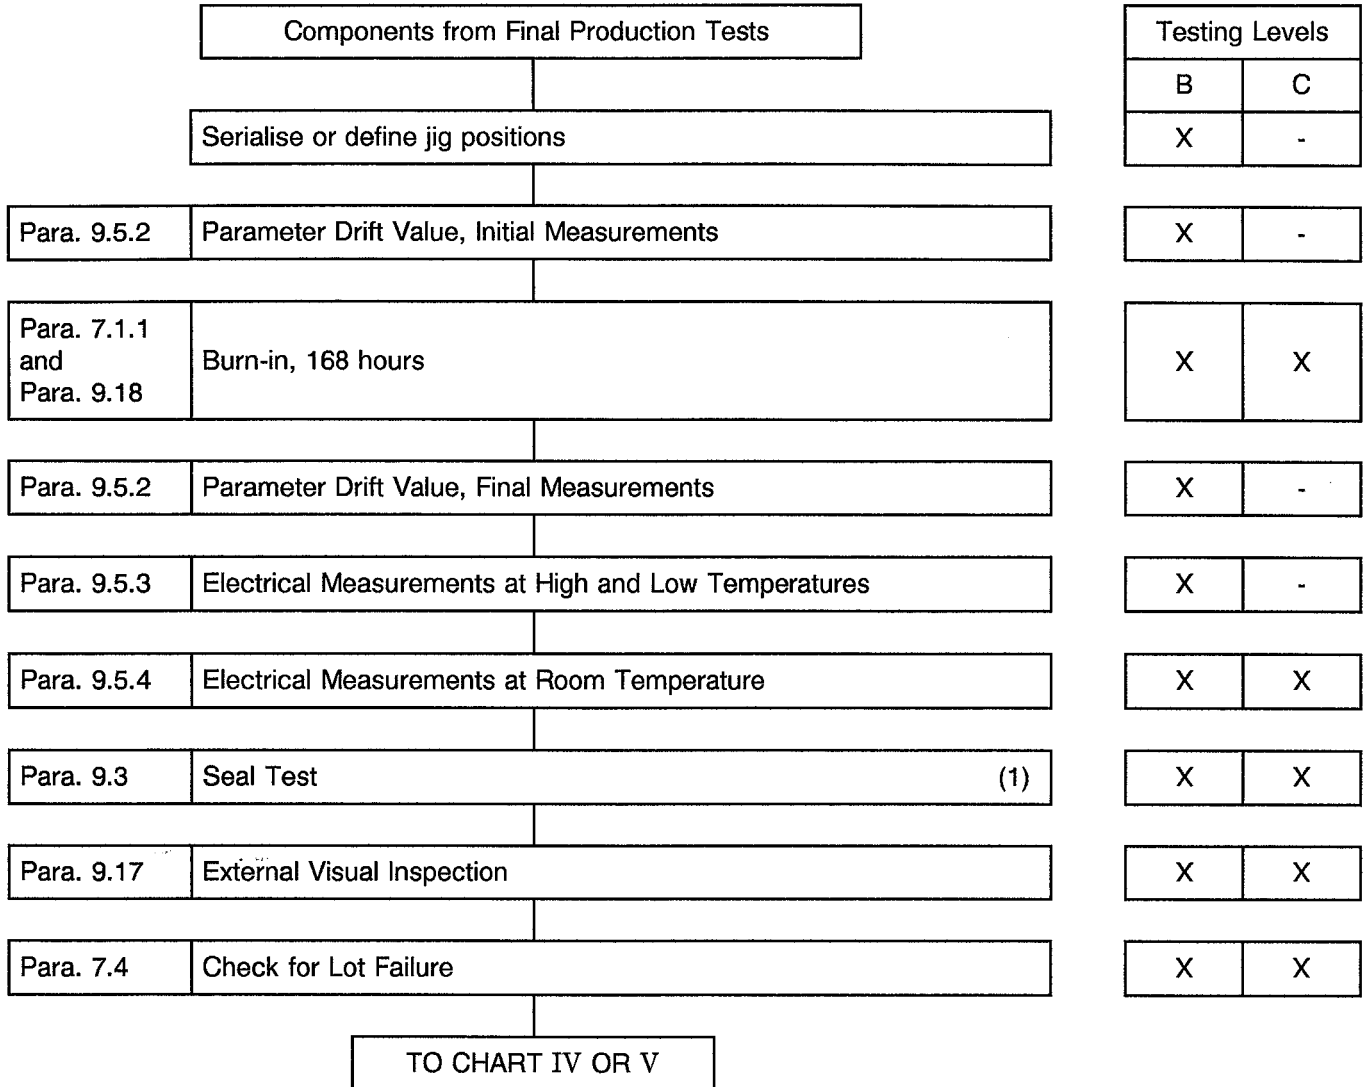 Components from Final Production Tests
Testing Levels
B C
Serialise or define jig positions X -
Para. 9.5.2 Parameter Drift Value, Initial Measurements X -
Para. 7.1.1
and
Para. 9.18
Burn-in, 168 hours X X
Para. 9.5.2 Parameter Drift Value, Final Measurements X -
Para. 9.5.3 Electrical Measurements at High and Low Temperatures X -
Para. 9.5.4 Electrical Measurements at Room Temperature X X
Para. 9.3 Seal Test (1) X X
Para. 9.17 External Visual Inspection X X
Para. 7.4 Check for Lot Failure X X
TO CHART IV OR V